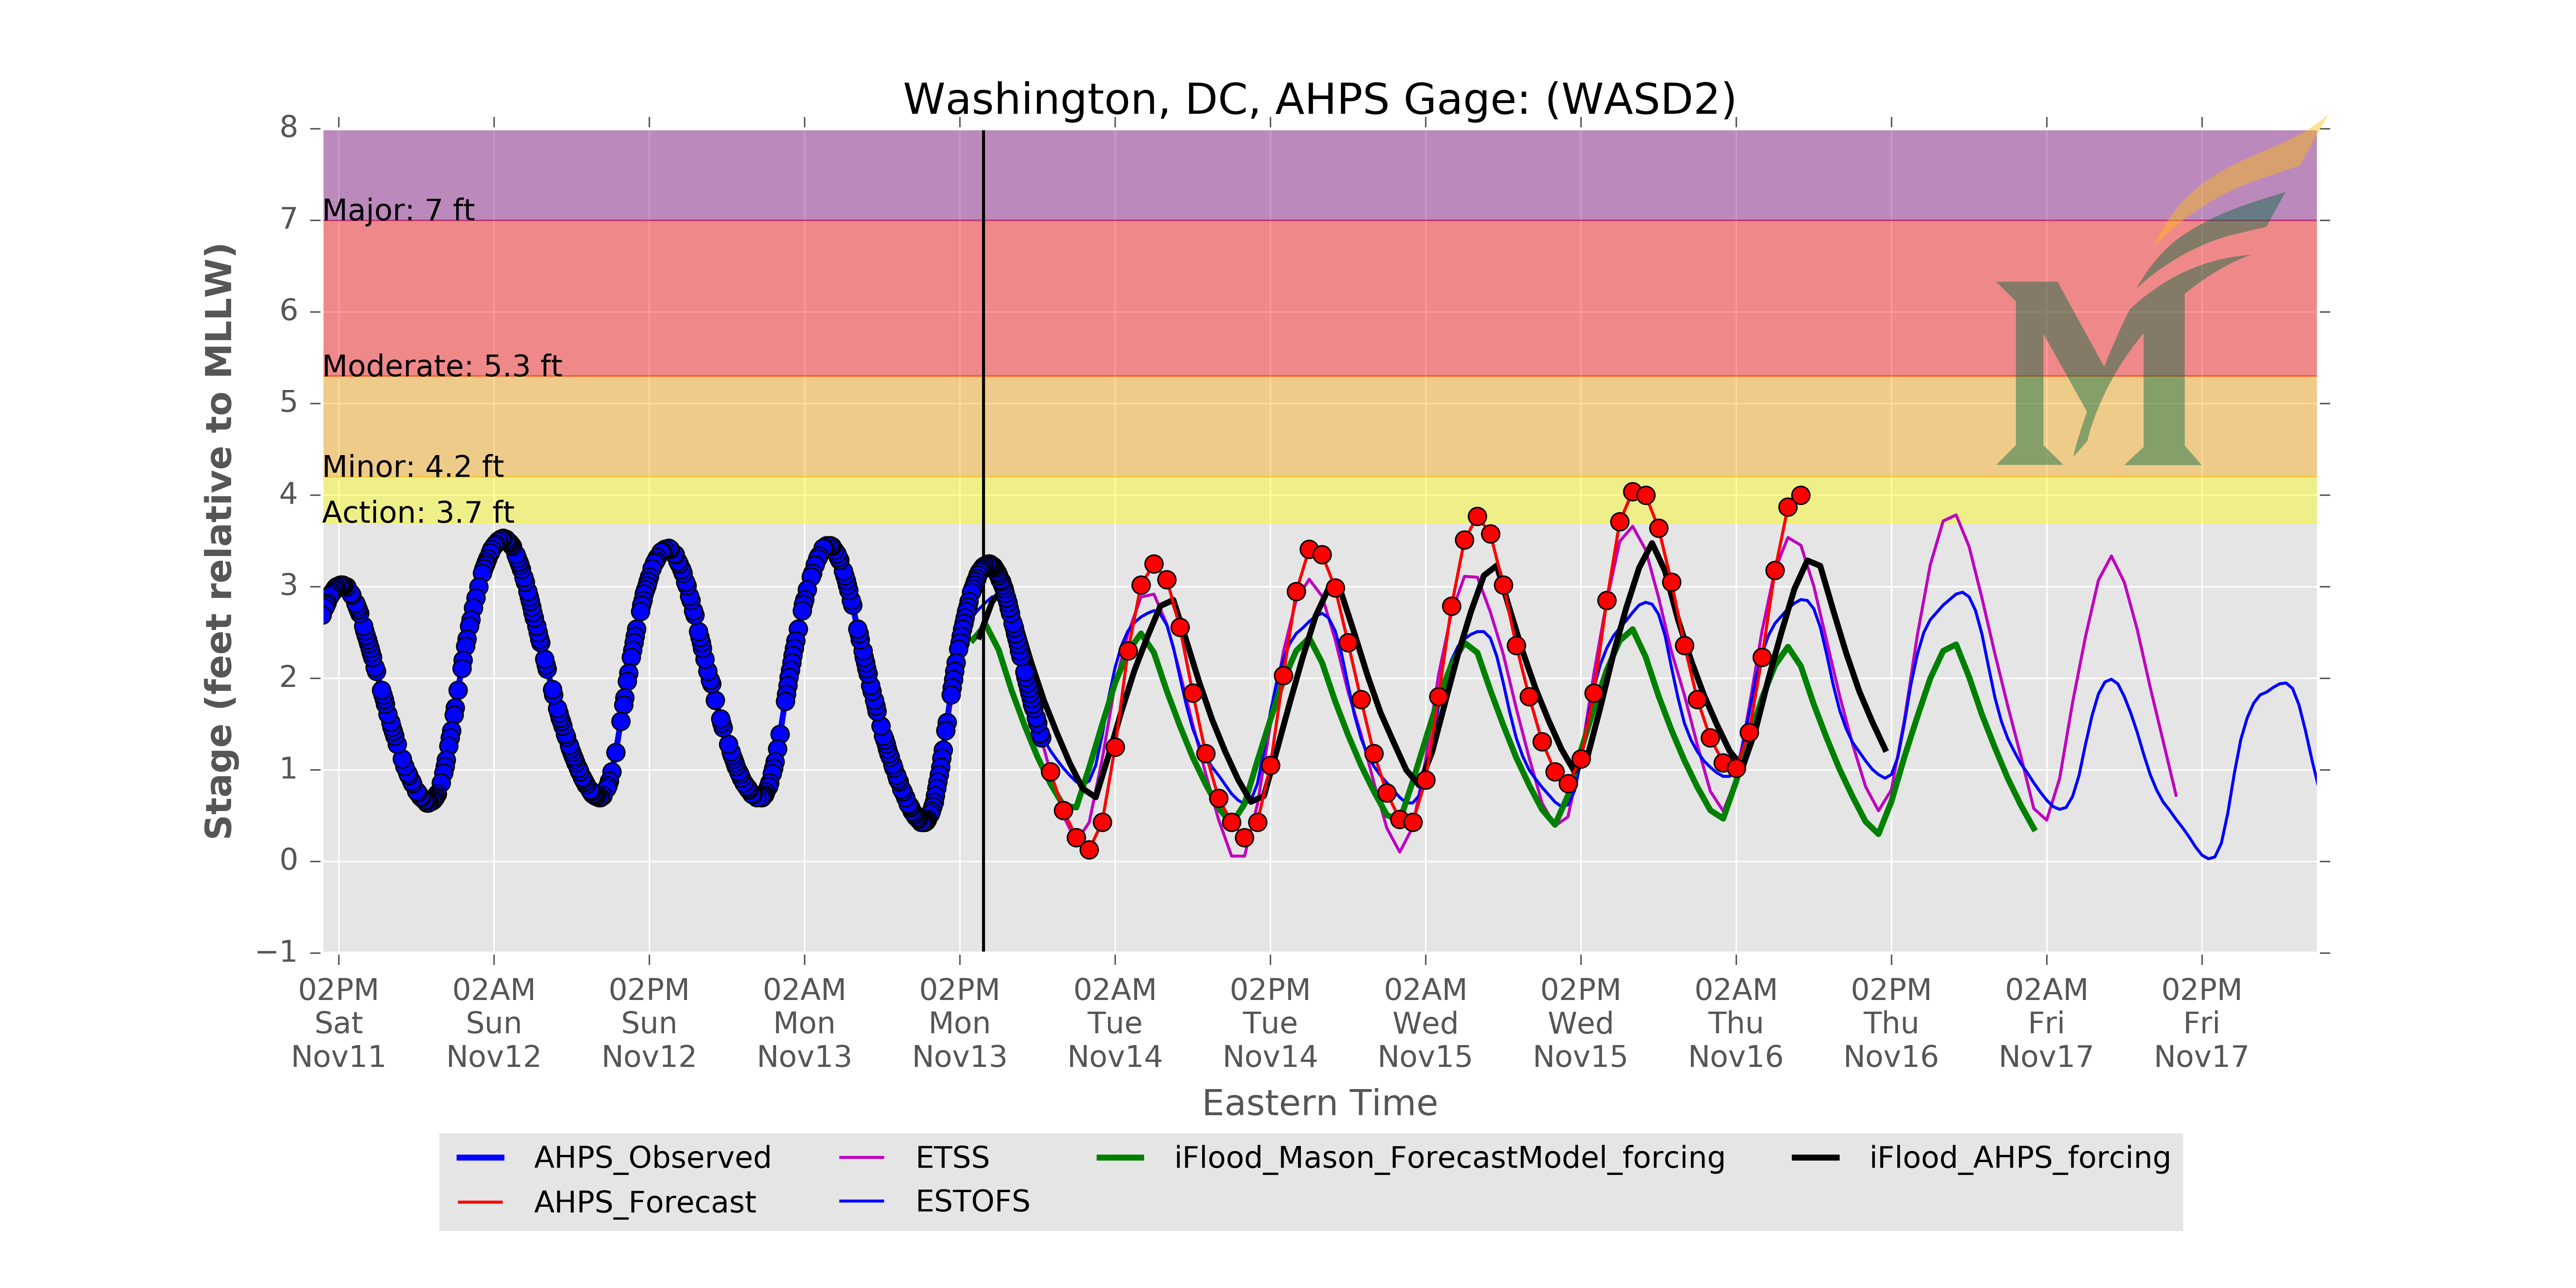 Washington, DC, AHPS Gage: (WASD2)
Stage (feet relative to MLLW)
8
7
6
5
4
3
2
1
0
−1
Major: 7 ft
Moderate: 5.3 ft
Minor: 4.2 ft
Action: 3.7 ft
02PM 02AM 02PM 02AM 02PM 02AM 02PM 02AM 02PM 02AM 02PM 02AM 02PM
Sat Sun Sun Mon Mon Tue Tue Wed Wed Thu Thu Fri Fri
Nov11 Nov12 Nov12 Nov13 Nov13 Nov14 Nov14 Nov15 Nov15 Nov16 Nov16 Nov17 Nov17
Eastern Time
AHPS_Observed ETSS iFlood_Mason_ForecastModel_forcing iFlood_AHPS_forcing
AHPS_Forecast ESTOFS